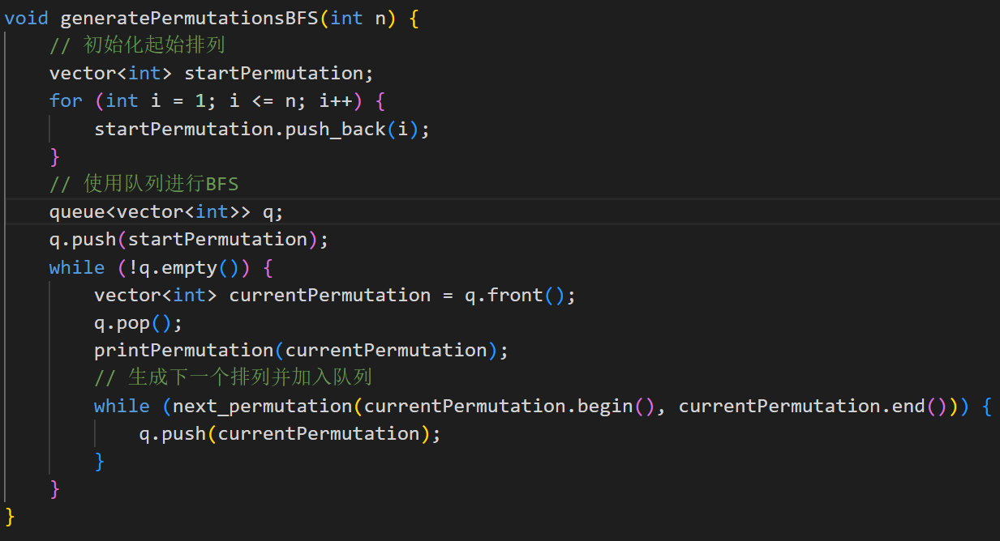 void generatePermutationsBFS(int n) {
    // 初始化起始排列
    vector<int> startPermutation;
    for (int i = 1; i <= n; i++) {
        startPermutation.push_back(i);
    }
    // 使用队列进行BFS
    queue<vector<int>> q;
    q.push(startPermutation);
    while (!q.empty()) {
        vector<int> currentPermutation = q.front();
        q.pop();
        printPermutation(currentPermutation);
        // 生成下一个排列并加入队列
        while (next_permutation(currentPermutation.begin(), currentPermutation.end())) {
            q.push(currentPermutation);
        }
    }
}